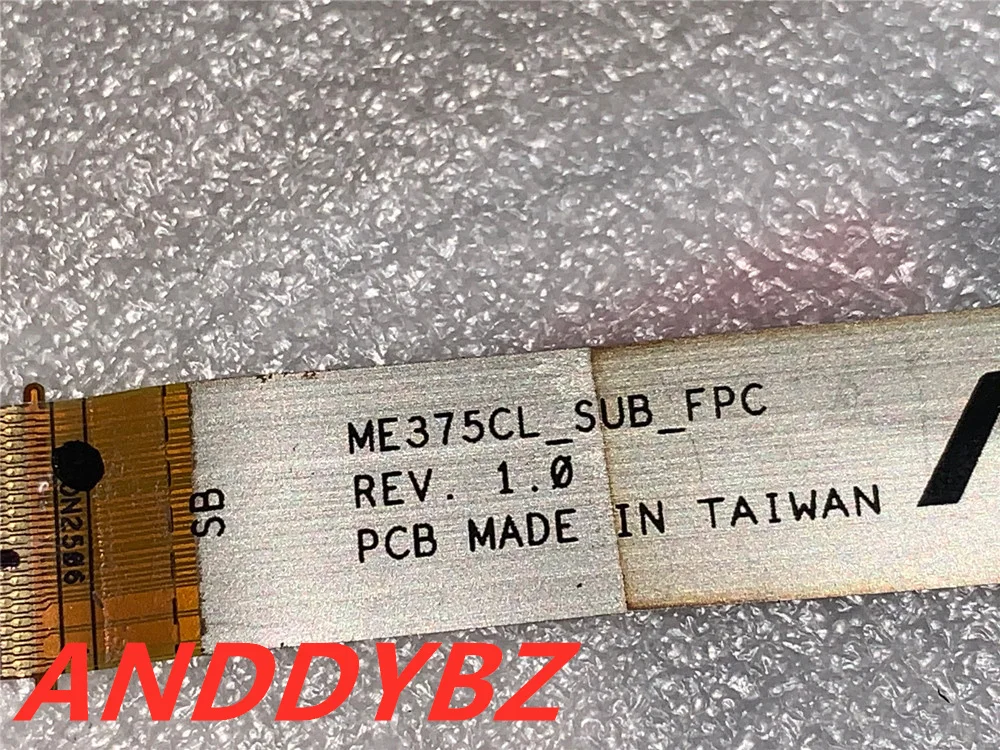 ME375CL_SUB_FPC
REV. 1.0
PCB MADE IN TAIWAN
SB
ANDDYBZ